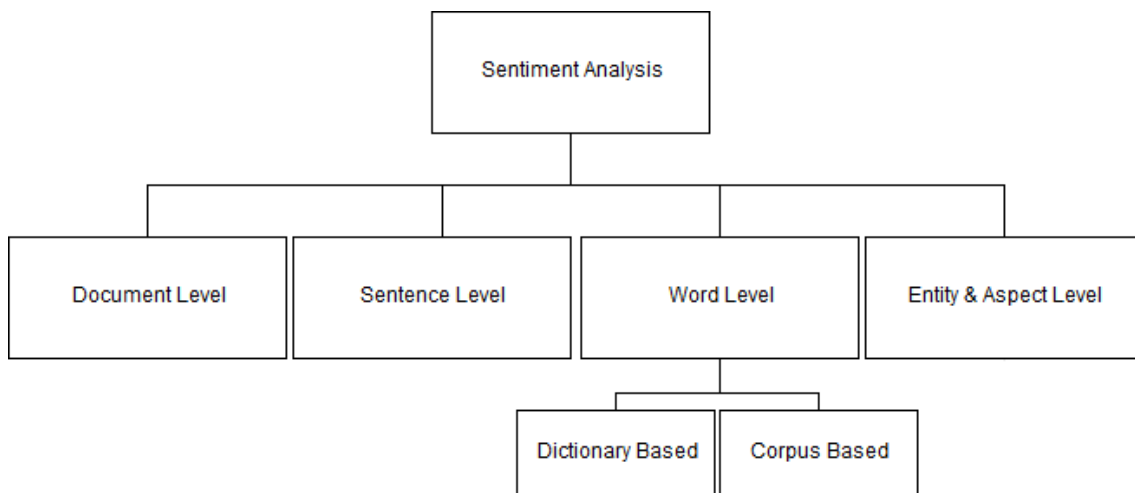 Sentiment Analysis
Document Level
Sentence Level
Word Level
Entity & Aspect Level
Dictionary Based
Corpus Based